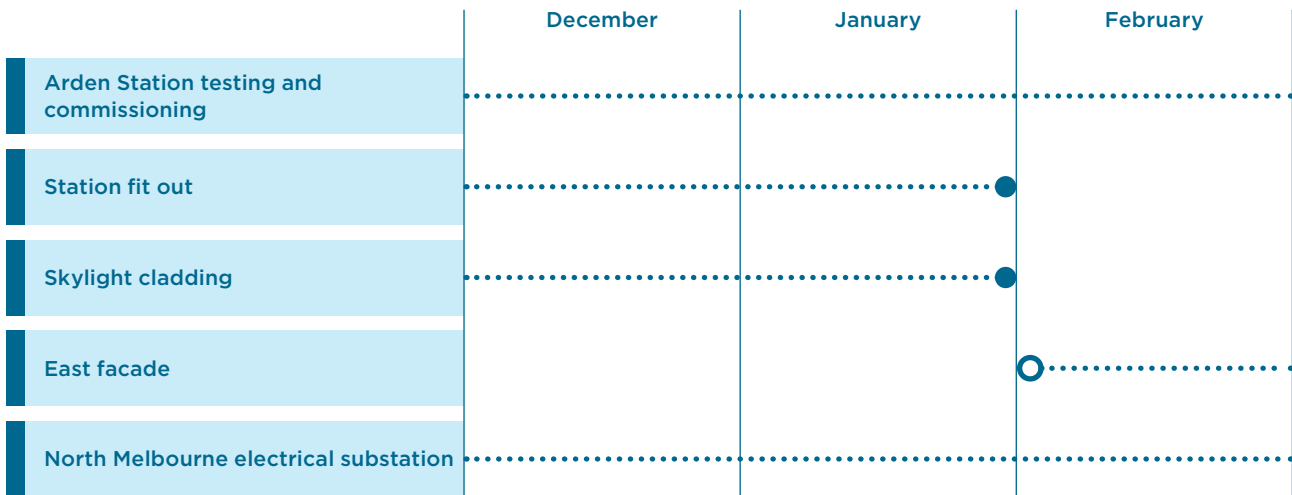 December January February
Arden Station testing and
commissioning
Station fit out
Skylight cladding
East facade
North Melbourne electrical substation